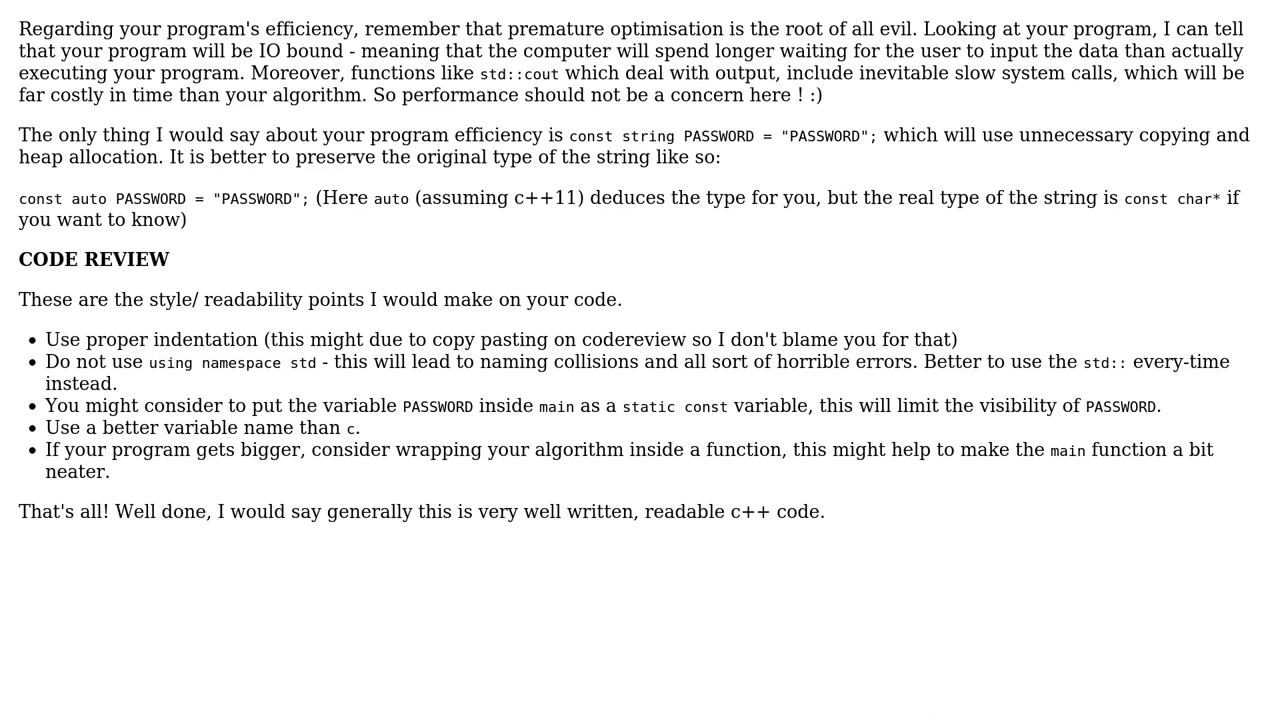 Regarding your program's efficiency, remember that premature optimisation is the root of all evil. Looking at your program, I can tell
that your program will be IO bound - meaning that the computer will spend longer waiting for the user to input the data than actually
executing your program. Moreover, functions like std::cout which deal with output, include inevitable slow system calls, which will be
far costly in time than your algorithm. So performance should not be a concern here ! :)
The only thing I would say about your program efficiency is const string PASSWORD = "PASSWORD"; which will use unnecessary copying and
heap allocation. It is better to preserve the original type of the string like so:
const auto PASSWORD = "PASSWORD"; (Here auto (assuming c++11) deduces the type for you, but the real type of the string is const char* if
you want to know)
CODE REVIEW
These are the style/ readability points I would make on your code.
• Use proper indentation (this might due to copy pasting on codereview so I don't blame you for that)
• Do not use using namespace std - this will lead to naming collisions and all sort of horrible errors. Better to use the std:: every-time
instead.
• You might consider to put the variable PASSWORD inside main as a static const variable, this will limit the visibility of PASSWORD.
• Use a better variable name than c.
• If your program gets bigger, consider wrapping your algorithm inside a function, this might help to make the main function a bit
neater.
That's all! Well done, I would say generally this is very well written, readable c++ code.